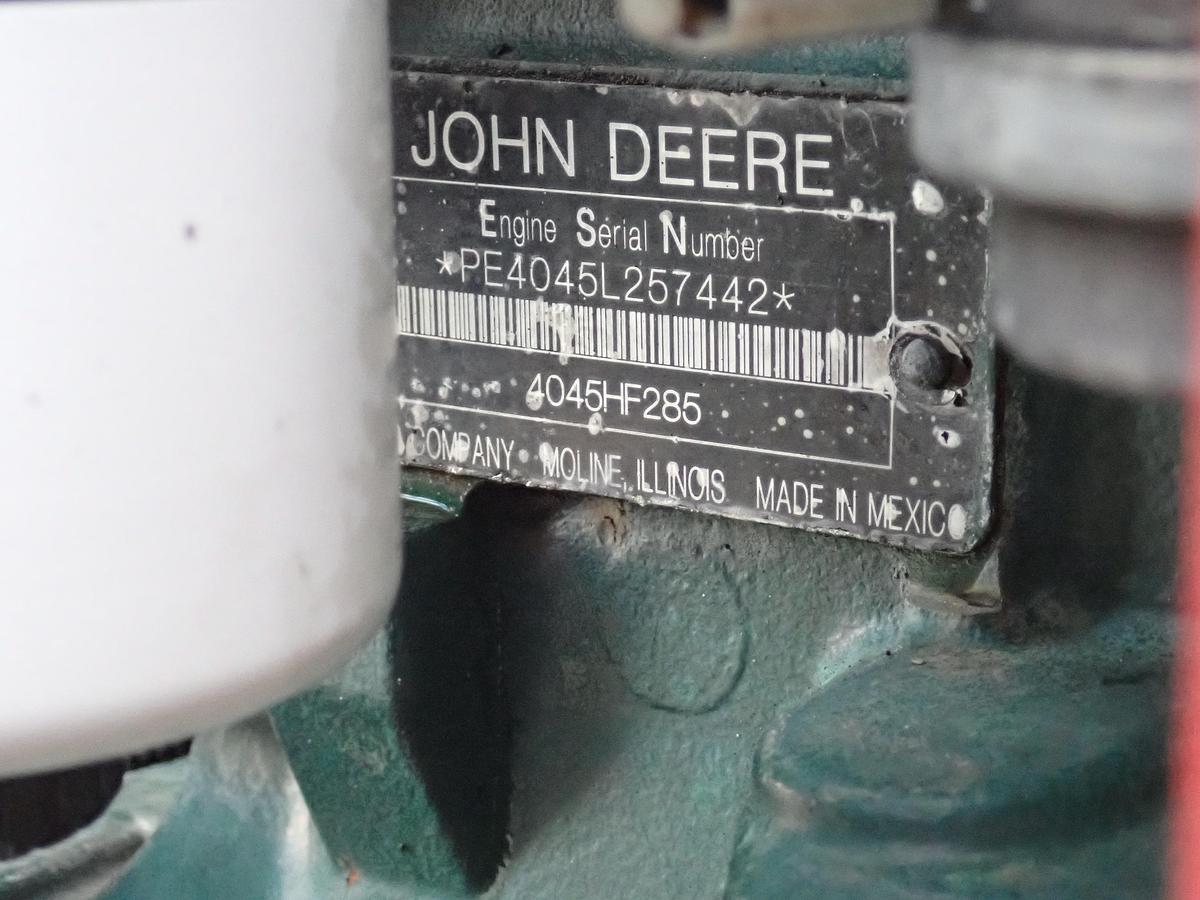 JOHN DEERE
Engine Serial Number
*PE4045L257442*
4045HF285
COMPANY MOLINE, ILLINOIS MADE IN MEXICO